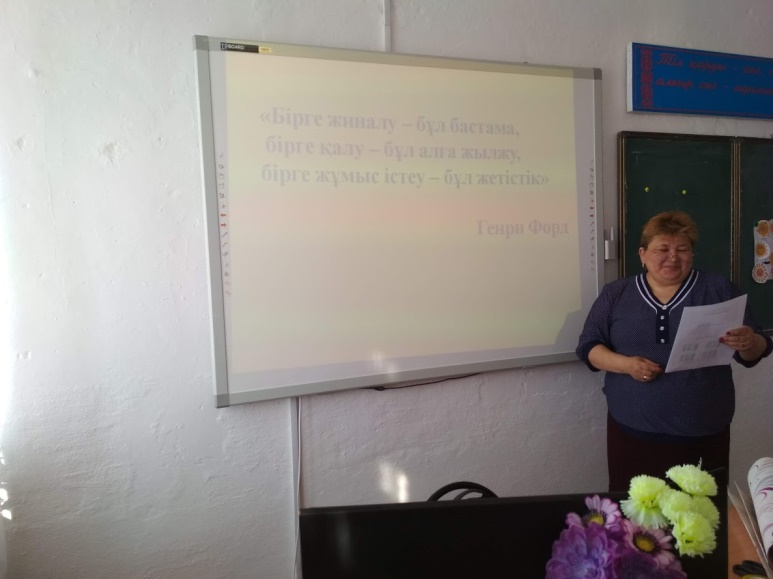 «Бірге жиналу – бұл бастама,
бірге қалу – бұл алға жылжу,
бірге жұмыс істеу – бұл жетістік»
Генри Форд